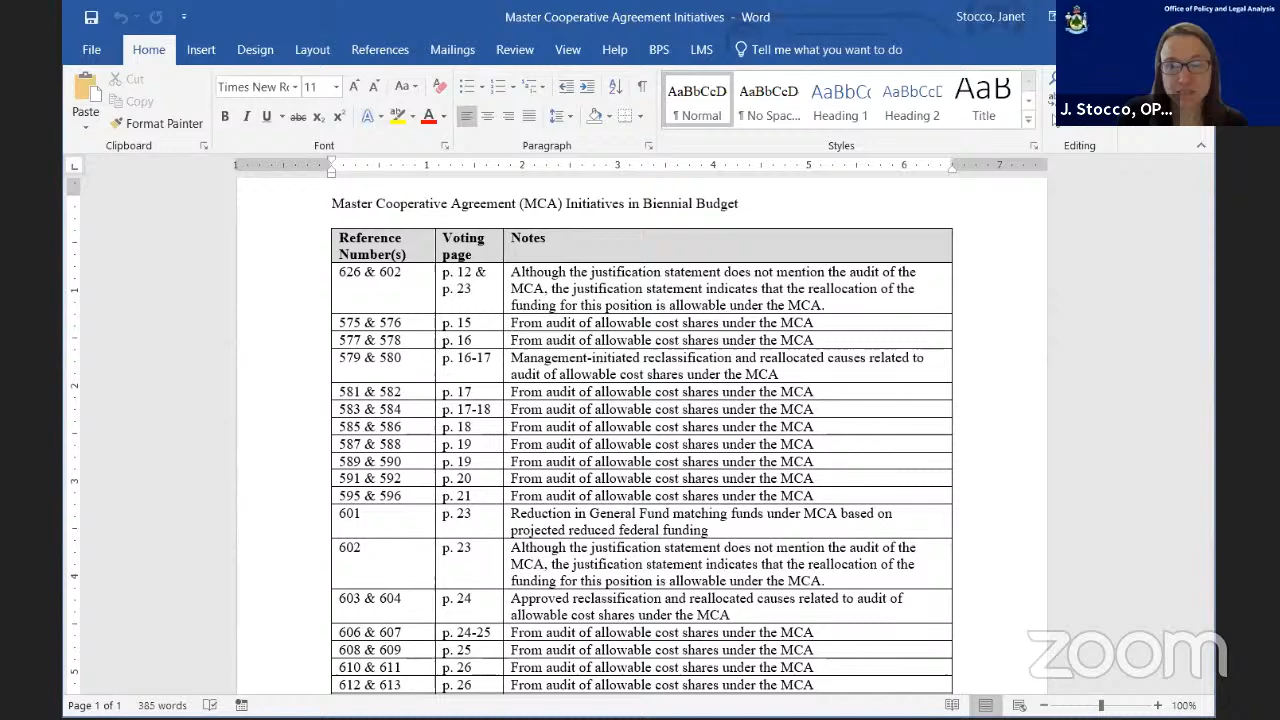 Master Cooperative Agreement Initiatives - Word
Stocco, Janet
Office of Policy and Legal Analysis
File Home Insert Design Layout References Mailings Review View Help BPS LMS Tell me what you want to do
J. Stocco, OP...
Paste
Cut
Copy
Format Painter
Clipboard
Times New Ro 11
Font
Paragraph
AaBbCcD AaBbCcD AaBbCc AaBbCcD AaB
¶ Normal ¶ No Spac... Heading 1 Heading 2 Title
Styles
Editing
1 1 2 3 4 5 6 7
Master Cooperative Agreement (MCA) Initiatives in Biennial Budget
Reference Number(s) Voting page Notes
626 & 602 p. 12 & p. 23 Although the justification statement does not mention the audit of the
MCA, the justification statement indicates that the reallocation of the
funding for this position is allowable under the MCA.
575 & 576 p. 15 From audit of allowable cost shares under the MCA
577 & 578 p. 16 From audit of allowable cost shares under the MCA
579 & 580 p. 16-17 Management-initiated reclassification and reallocated causes related to
audit of allowable cost shares under the MCA
581 & 582 p. 17 From audit of allowable cost shares under the MCA
583 & 584 p. 17-18 From audit of allowable cost shares under the MCA
585 & 586 p. 18 From audit of allowable cost shares under the MCA
587 & 588 p. 19 From audit of allowable cost shares under the MCA
589 & 590 p. 19 From audit of allowable cost shares under the MCA
591 & 592 p. 20 From audit of allowable cost shares under the MCA
595 & 596 p. 21 From audit of allowable cost shares under the MCA
601 p. 23 Reduction in General Fund matching funds under MCA based on
projected reduced federal funding
602 p. 23 Although the justification statement does not mention the audit of the
MCA, the justification statement indicates that the reallocation of the
funding for this position is allowable under the MCA.
603 & 604 p. 24 Approved reclassification and reallocated causes related to audit of
allowable cost shares under the MCA
606 & 607 p. 24-25 From audit of allowable cost shares under the MCA
608 & 609 p. 25 From audit of allowable cost shares under the MCA
610 & 611 p. 26 From audit of allowable cost shares under the MCA
612 & 613 p. 26 From audit of allowable cost shares under the MCA
zoom
Page 1 of 1 385 words 100%